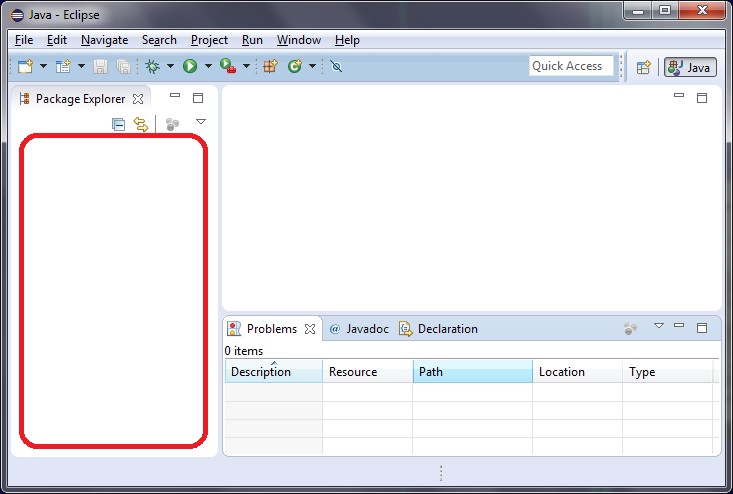 Java - Eclipse
File Edit Navigate Search Project Run Window Help
Quick Access Java
Package Explorer
Problems @ Javadoc Declaration
0 items
Description Resource Path Location Type